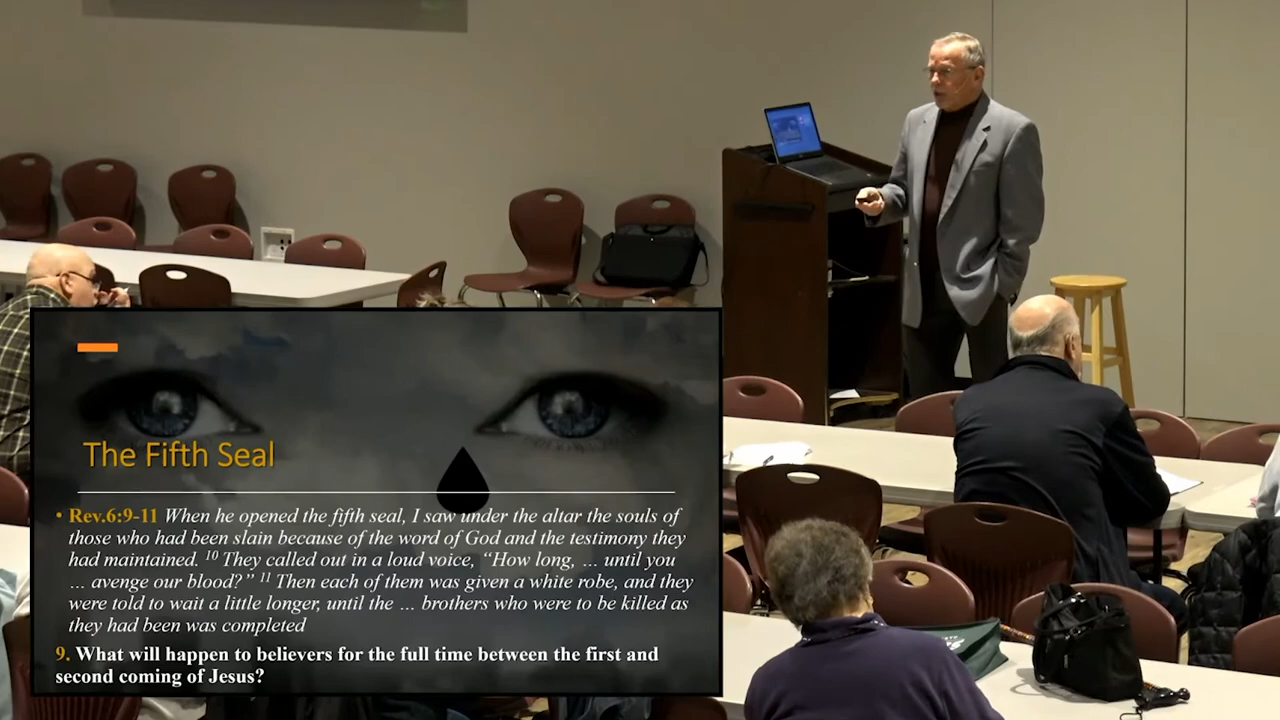 The Fifth Seal
• Rev.6:9-11 When he opened the fifth seal, I saw under the altar the souls of
those who had been slain because of the word of God and the testimony they
had maintained. ¹⁰ They called out in a loud voice, “How long, ... until you
... avenge our blood?” ¹¹ Then each of them was given a white robe, and they
were told to wait a little longer, until the ... brothers who were to be killed as
they had been was completed
9. What will happen to believers for the full time between the first and
second coming of Jesus?